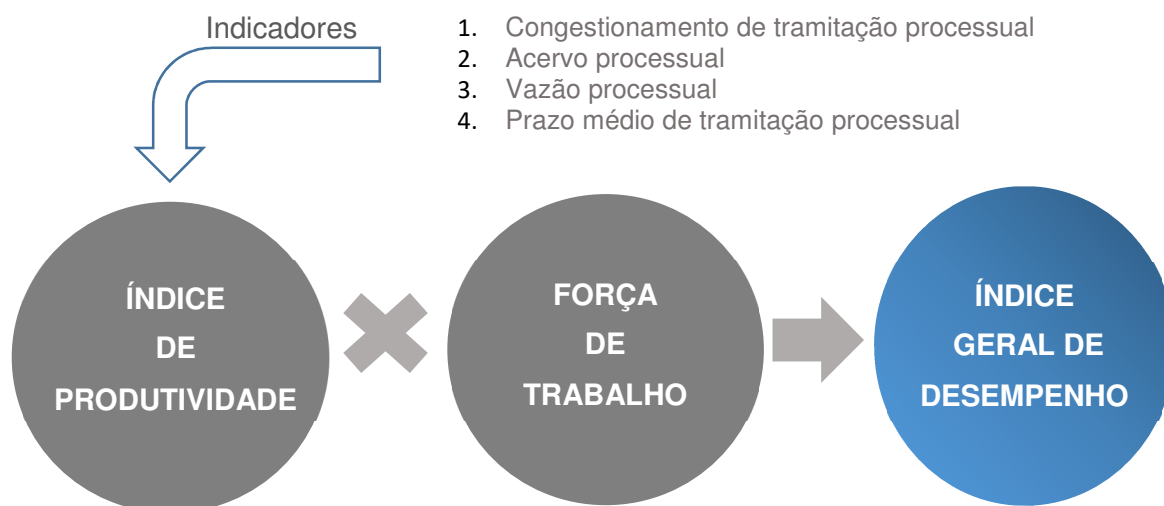 Indicadores
1. Congestionamento de tramitação processual
2. Acervo processual
3. Vazão processual
4. Prazo médio de tramitação processual
ÍNDICE
DE
PRODUTIVIDADE
FORÇA
DE
TRABALHO
ÍNDICE
GERAL DE
DESEMPENHO